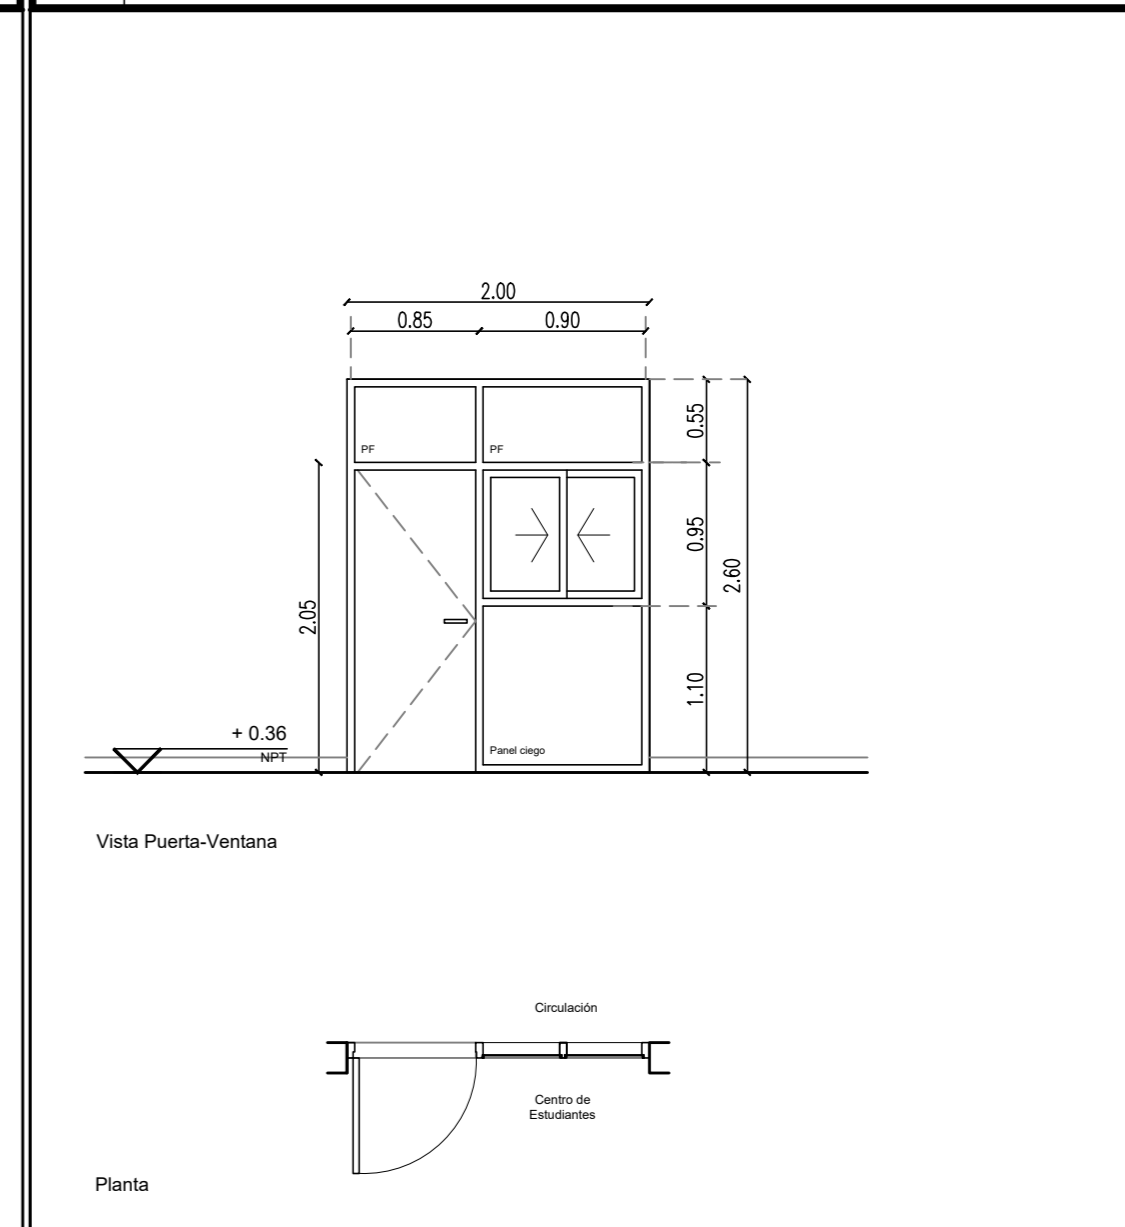 2.00
0.85
0.90
0.55
PF
PF
0.95
2.60
2.05
1.10
+ 0.36
NPT
Panel ciego
Vista Puerta-Ventana
Circulación
Centro de
Estudiantes
Planta